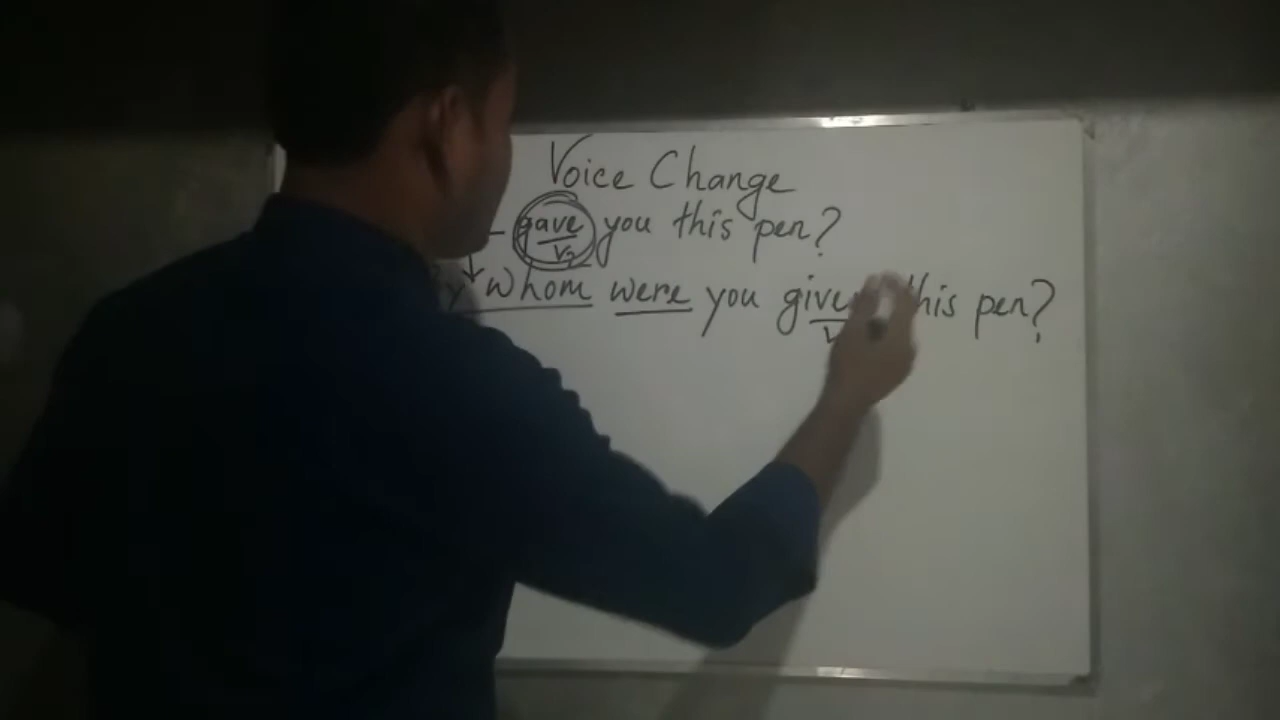 Voice Change
gave you this pen?
V2
whom were you given this pen?